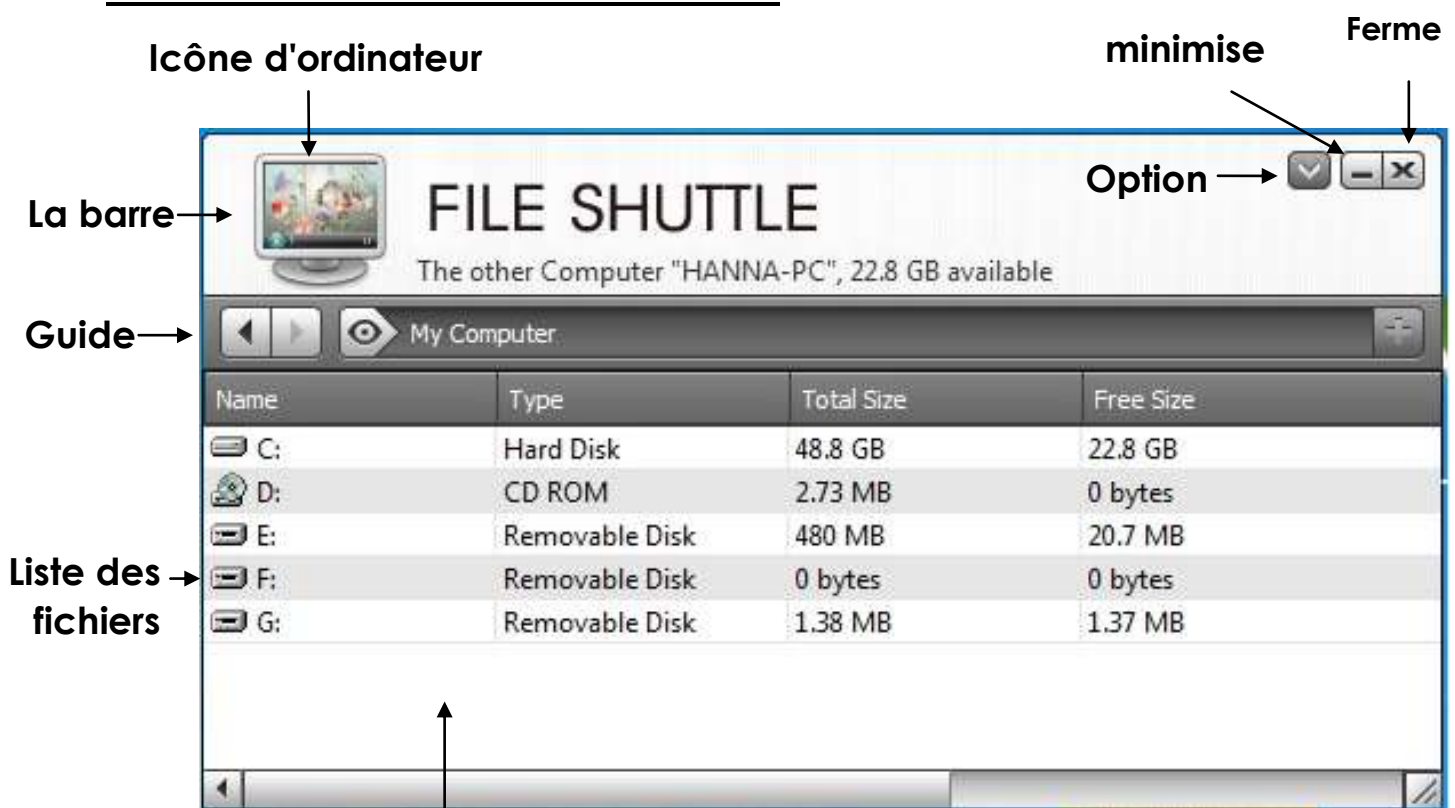 Ferme
minimise
Icône d'ordinateur
Option
La barre
FILE SHUTTLE
The other Computer "HANNA-PC", 22.8 GB available
Guide
My Computer
Name Type Total Size Free Size
C: Hard Disk 48.8 GB 22.8 GB
D: CD ROM 2.73 MB 0 bytes
E: Removable Disk 480 MB 20.7 MB
Liste des
fichiers
F: Removable Disk 0 bytes 0 bytes
G: Removable Disk 1.38 MB 1.37 MB